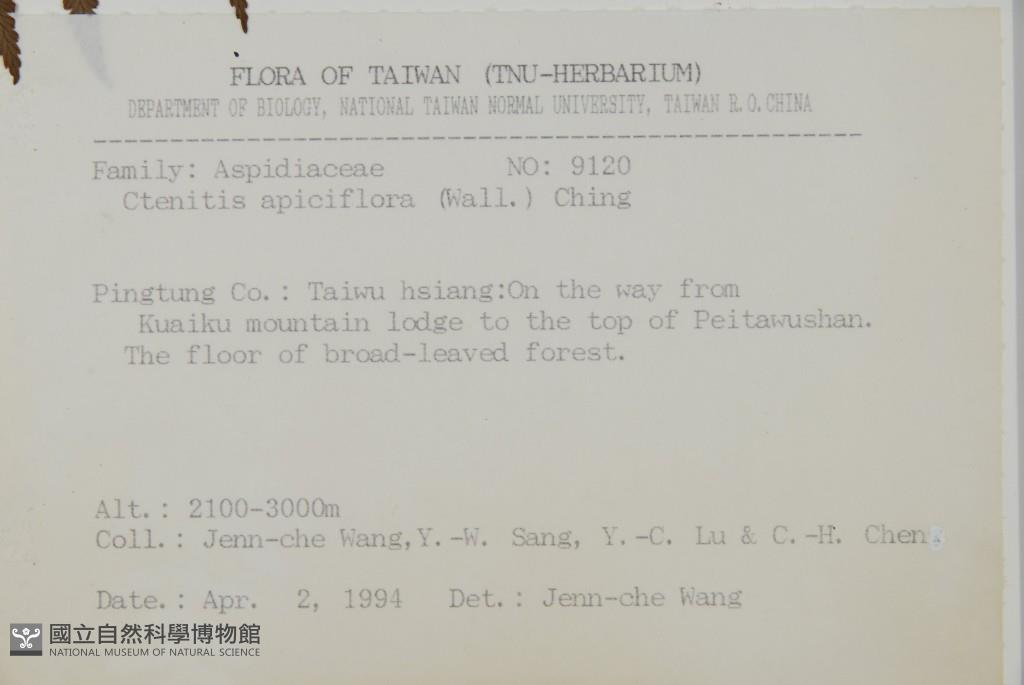 FLORA OF TAIWAN (TNU-HERBARIUM)
DEPARTMENT OF BIOLOGY, NATIONAL TAIWAN NORMAL UNIVERSITY, TAIWAN R.O.CHINA
Family: Aspidiaceae NO: 9120
Ctenitis apiciflora (Wall.) Ching
Pingtung Co.: Taiwu hsiang:On the way from
Kuaiku mountain lodge to the top of Peitawushan.
The floor of broad-leaved forest.
Alt.: 2100-3000m
Coll.: Jenn-che Wang,Y.-W. Sang, Y.-C. Lu & C.-H. Chen
Date.: Apr. 2, 1994 Det.: Jenn-che Wang
國立自然科學博物館
NATIONAL MUSEUM OF NATURAL SCIENCE